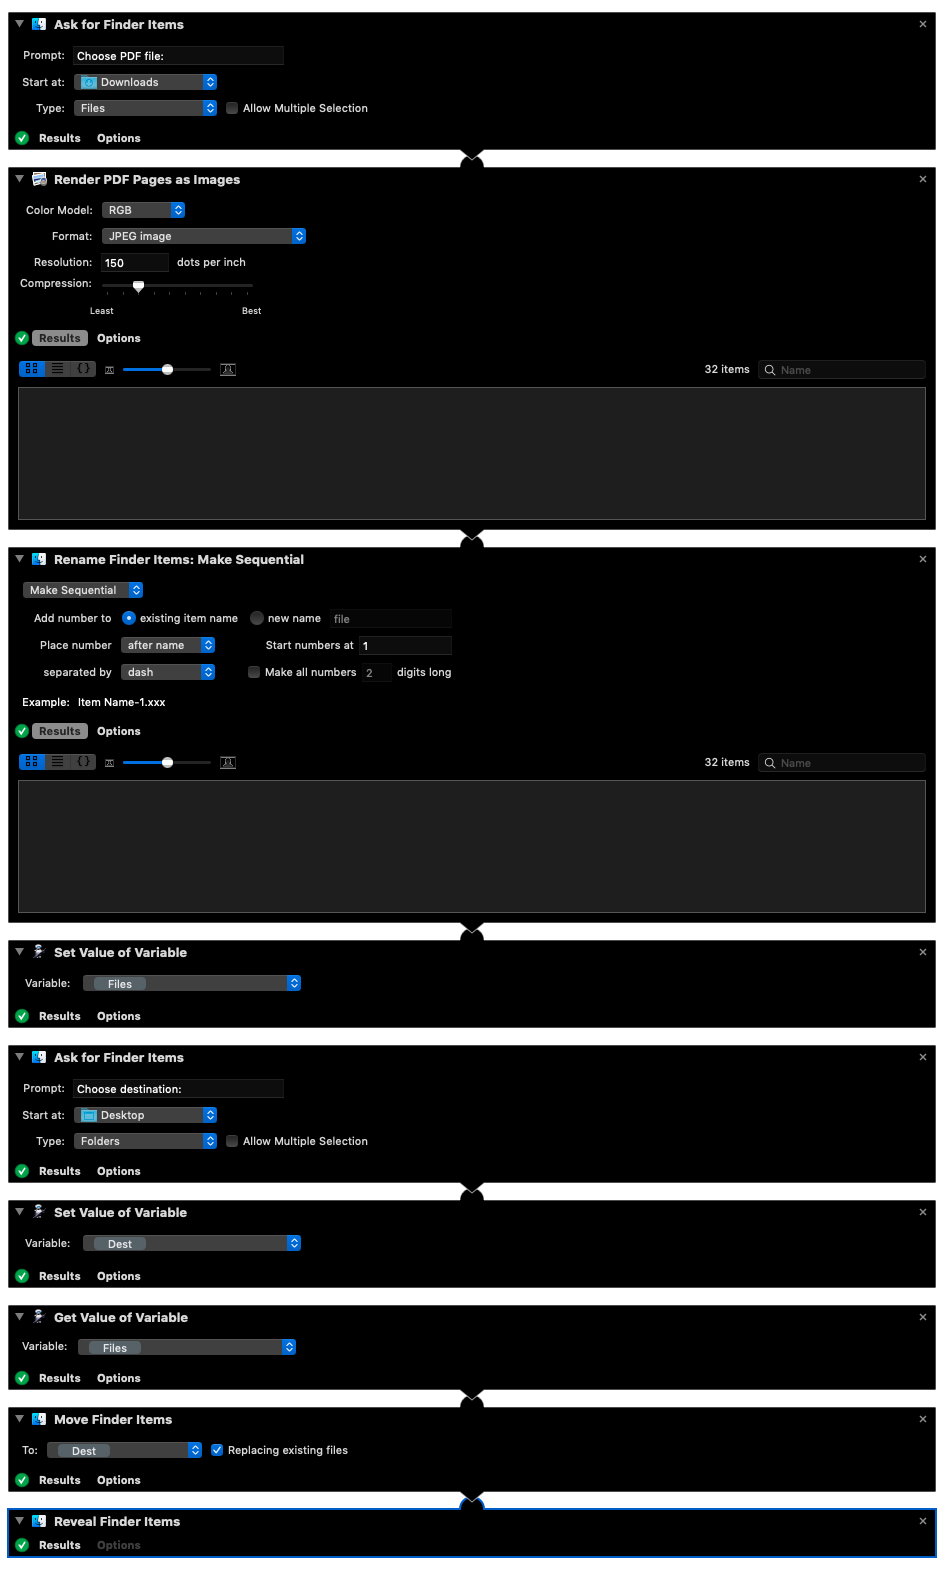 Ask for Finder Items
Prompt: Choose PDF file:
Start at: Downloads
Type: Files Allow Multiple Selection
Results Options
Render PDF Pages as Images
Color Model: RGB
Format: JPEG image
Resolution: 150 dots per inch
Compression:
Least Best
Results Options
32 items Name
Rename Finder Items: Make Sequential
Make Sequential
Add number to existing item name new name file
Place number after name Start numbers at 1
separated by dash Make all numbers 2 digits long
Example: Item Name-1.xxx
Results Options
32 items Name
Set Value of Variable
Variable: Files
Results Options
Ask for Finder Items
Prompt: Choose destination:
Start at: Desktop
Type: Folders Allow Multiple Selection
Results Options
Set Value of Variable
Variable: Dest
Results Options
Get Value of Variable
Variable: Files
Results Options
Move Finder Items
To: Dest Replacing existing files
Results Options
Reveal Finder Items
Results Options